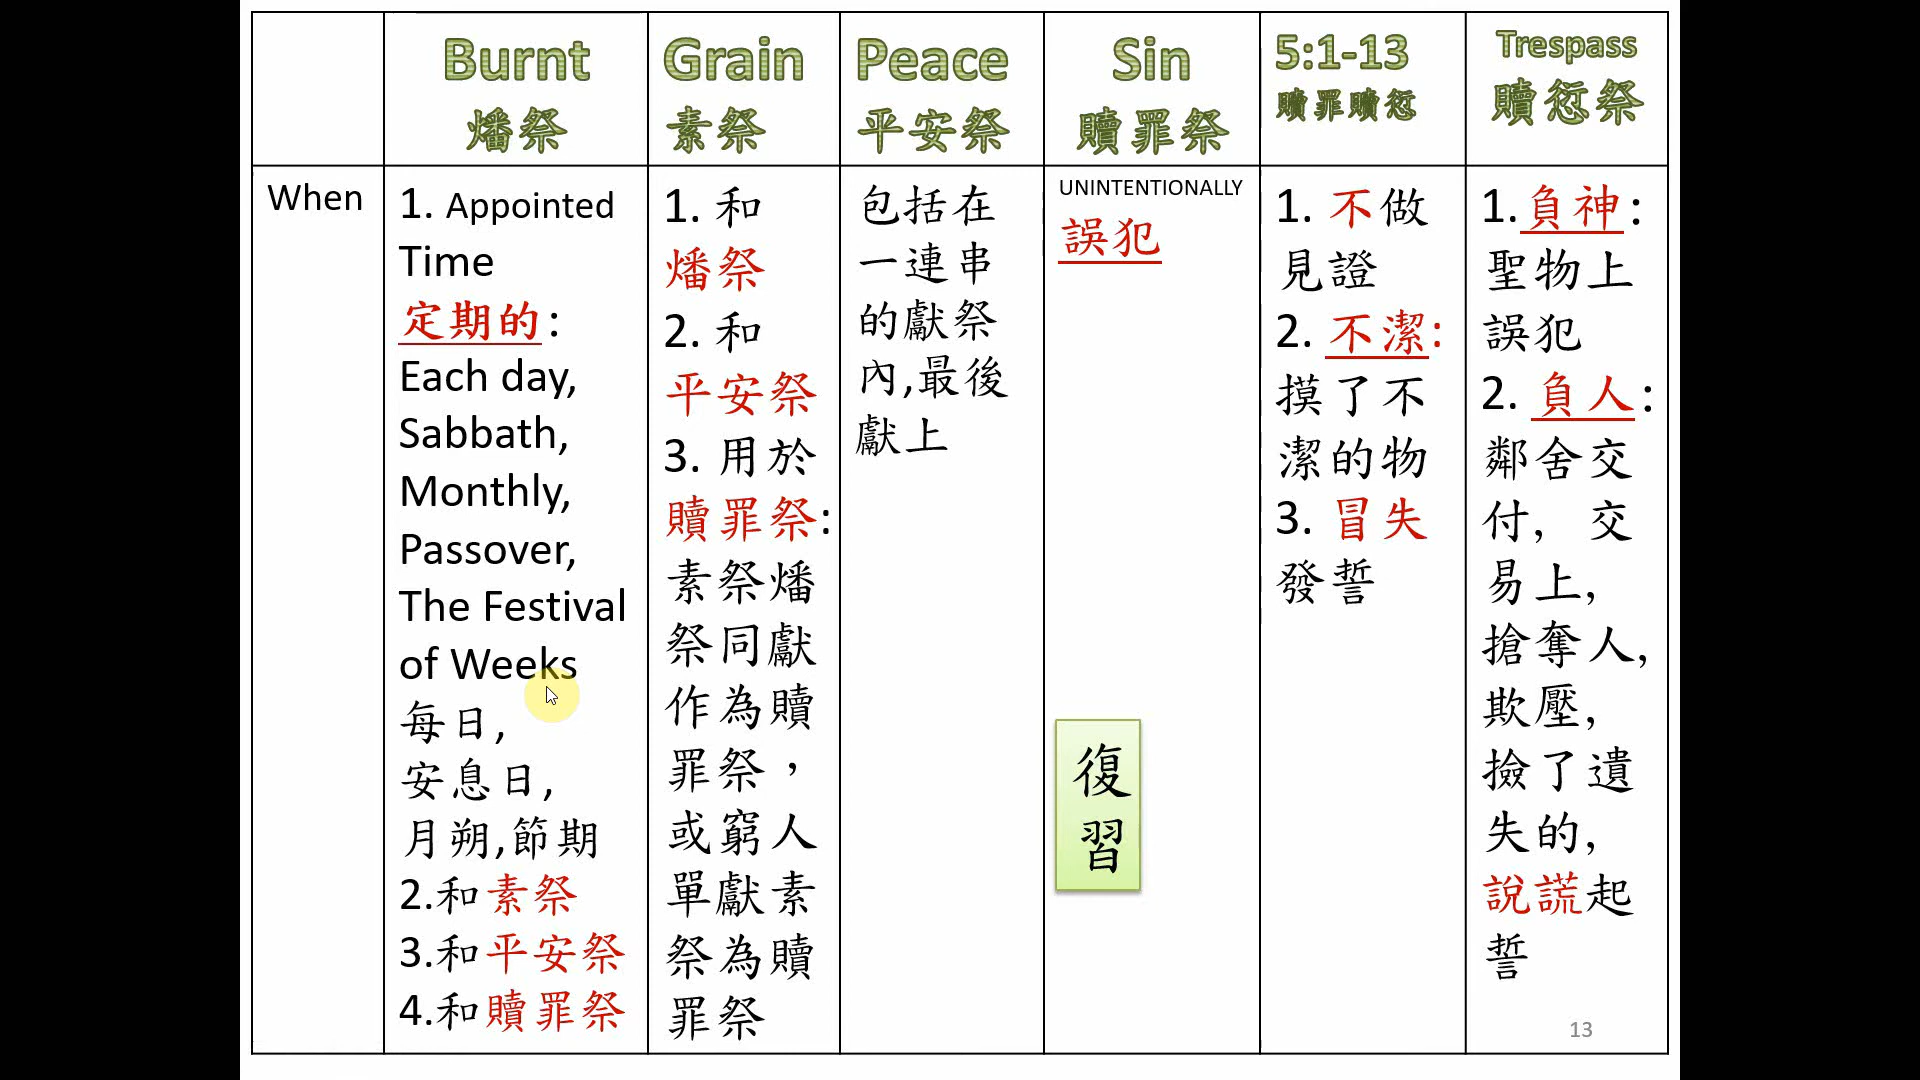 Burnt
燔祭
Grain
素祭
Peace
平安祭
Sin
贖罪祭
5:1-13
贖罪贖愆
Trespass
贖愆祭
When
1. Appointed
Time
定期的:
Each day,
Sabbath,
Monthly,
Passover,
The Festival
of Weeks
每日,
安息日,
月朔,節期
2.和素祭
3.和平安祭
4.和贖罪祭
1. 和
燔祭
2. 和
平安祭
3. 用於
贖罪祭:
素祭燔
祭同獻
作為贖
罪祭，
或窮人
單獻素
祭為贖
罪祭
包括在
一連串
的獻祭
內,最後
獻上
UNINTENTIONALLY
誤犯
復
習
1. 不做
見證
2. 不潔:
摸了不
潔的物
3. 冒失
發誓
1.負神:
聖物上
誤犯
2. 負人:
鄰舍交
付, 交
易上,
搶奪人,
欺壓,
撿了遺
失的,
說謊起
誓
13